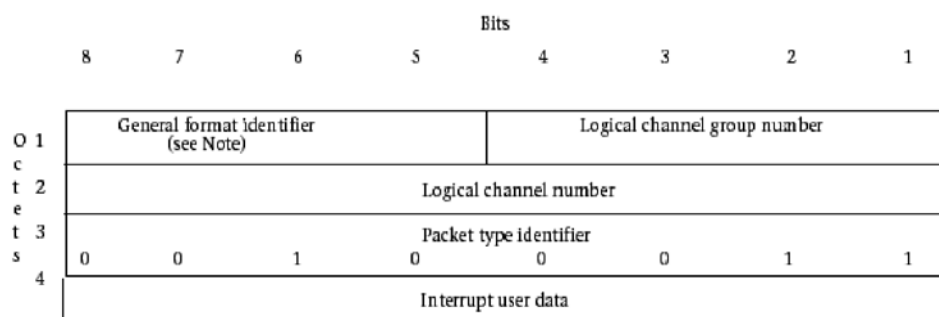 Bits
8 7 6 5 4 3 2 1
Octets
1 General format identifier Logical channel group number
(see Note)
2 Logical channel number
3 Packet type identifier
0 0 1 0 0 0 1 1
4
Interrupt user data